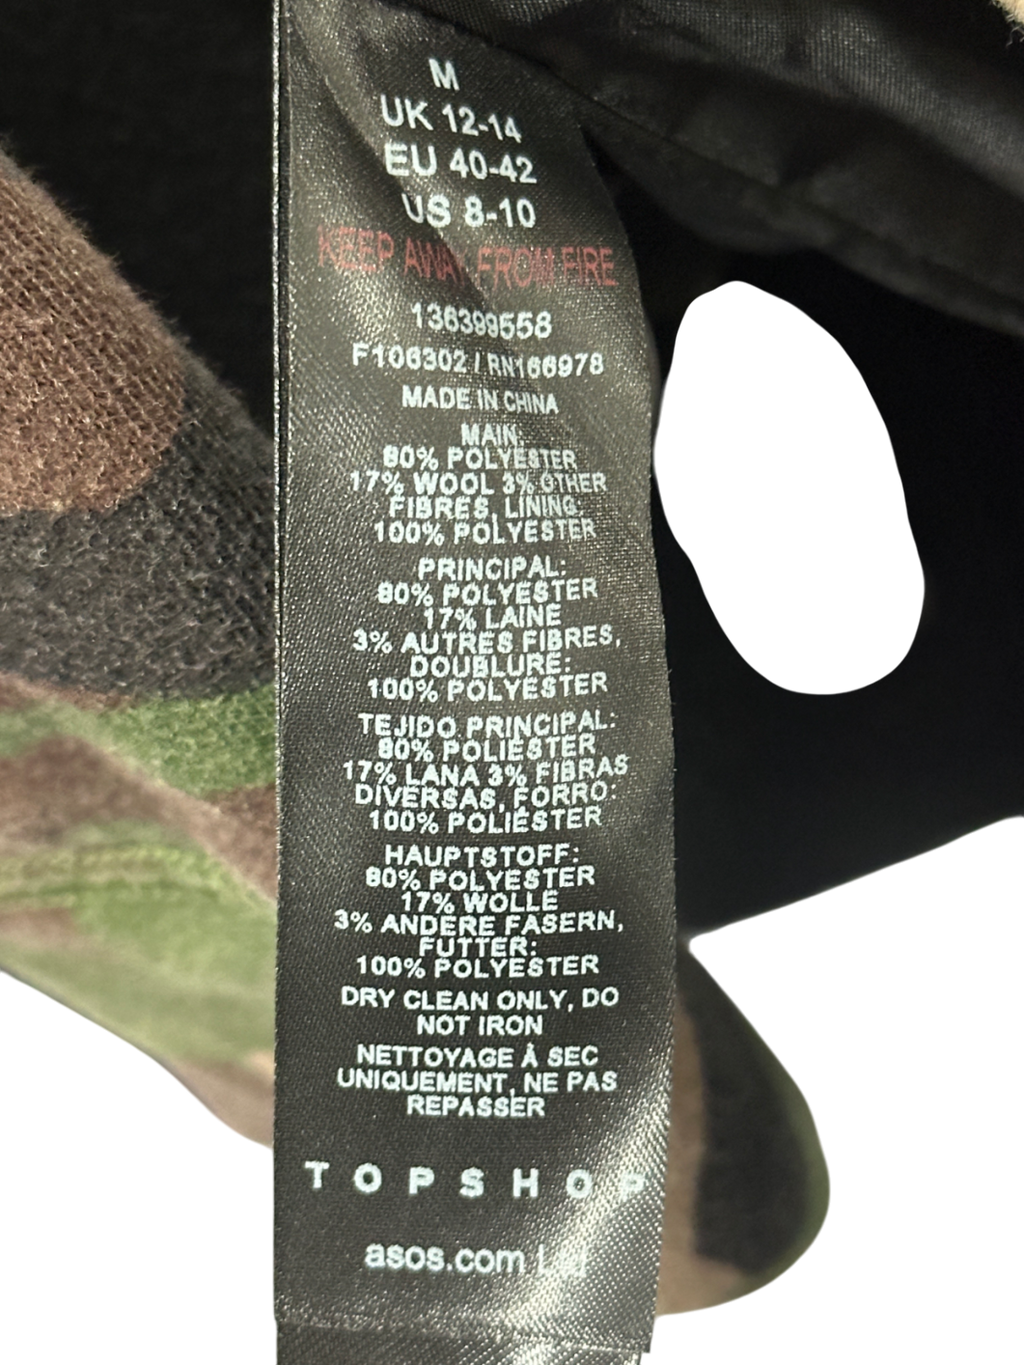 M
UK 12-14
EU 40-42
US 8-10
KEEP AWAY FROM FIRE
136399558
F106302 / RN166978
MADE IN CHINA
MAIN:
80% POLYESTER
17% WOOL 3% OTHER
FIBRES, LINING:
100% POLYESTER
PRINCIPAL:
80% POLYESTER
17% LAINE
3% AUTRES FIBRES,
DOUBLURE:
100% POLYESTER
TEJIDO PRINCIPAL:
80% POLIÉSTER
17% LANA 3% FIBRAS
DIVERSAS, FORRO:
100% POLIÉSTER
HAUPTSTOFF:
80% POLYESTER
17% WOLLE
3% ANDERE FASERN,
FUTTER:
100% POLYESTER
DRY CLEAN ONLY, DO
NOT IRON
NETTOYAGE À SEC
UNIQUEMENT, NE PAS
REPASSER
TOPSHOP
asos.com